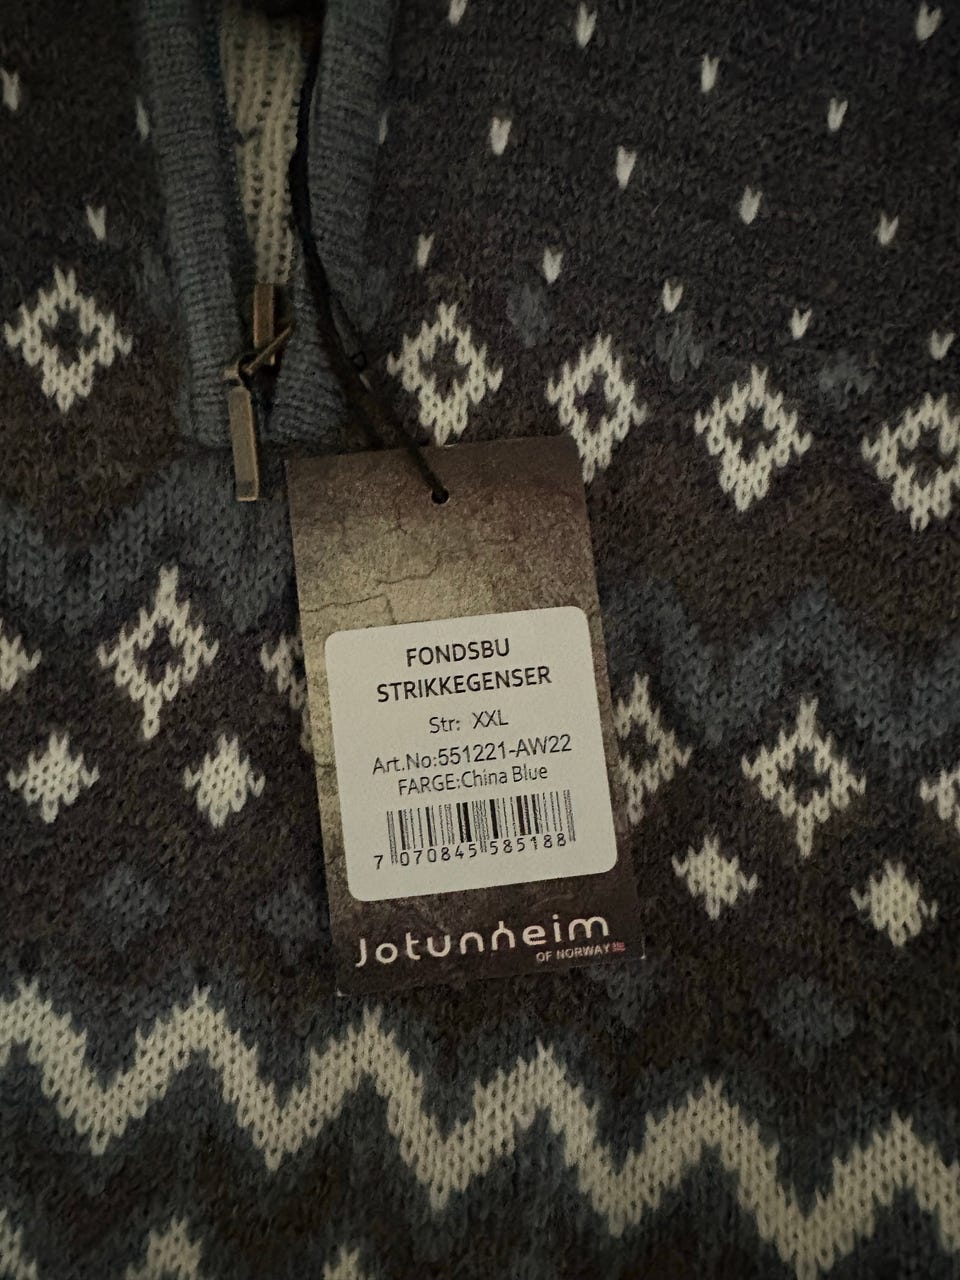 FONDSBU
STRIKKEGENSER
Str: XXL
Art.No:551221-AW22
FARGE:China Blue
7 070845 585188
Jotunheim
OF NORWAY